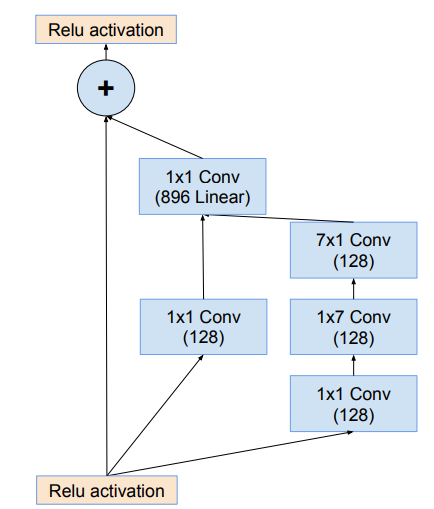 Relu activation
+
1x1 Conv
(896 Linear)
7x1 Conv
(128)
1x1 Conv
(128)
1x7 Conv
(128)
1x1 Conv
(128)
Relu activation